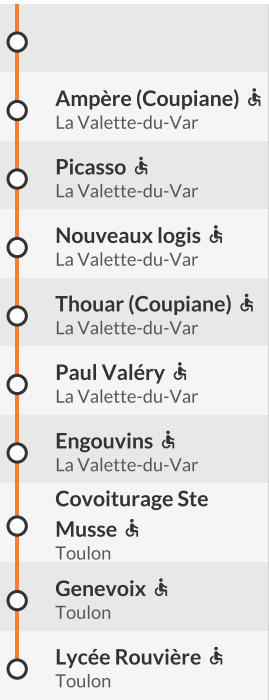 Ampère (Coupiane)
La Valette-du-Var
Picasso
La Valette-du-Var
Nouveaux logis
La Valette-du-Var
Thouar (Coupiane)
La Valette-du-Var
Paul Valéry
La Valette-du-Var
Engouvins
La Valette-du-Var
Covoiturage Ste
Musse
Toulon
Genevoix
Toulon
Lycée Rouvière
Toulon